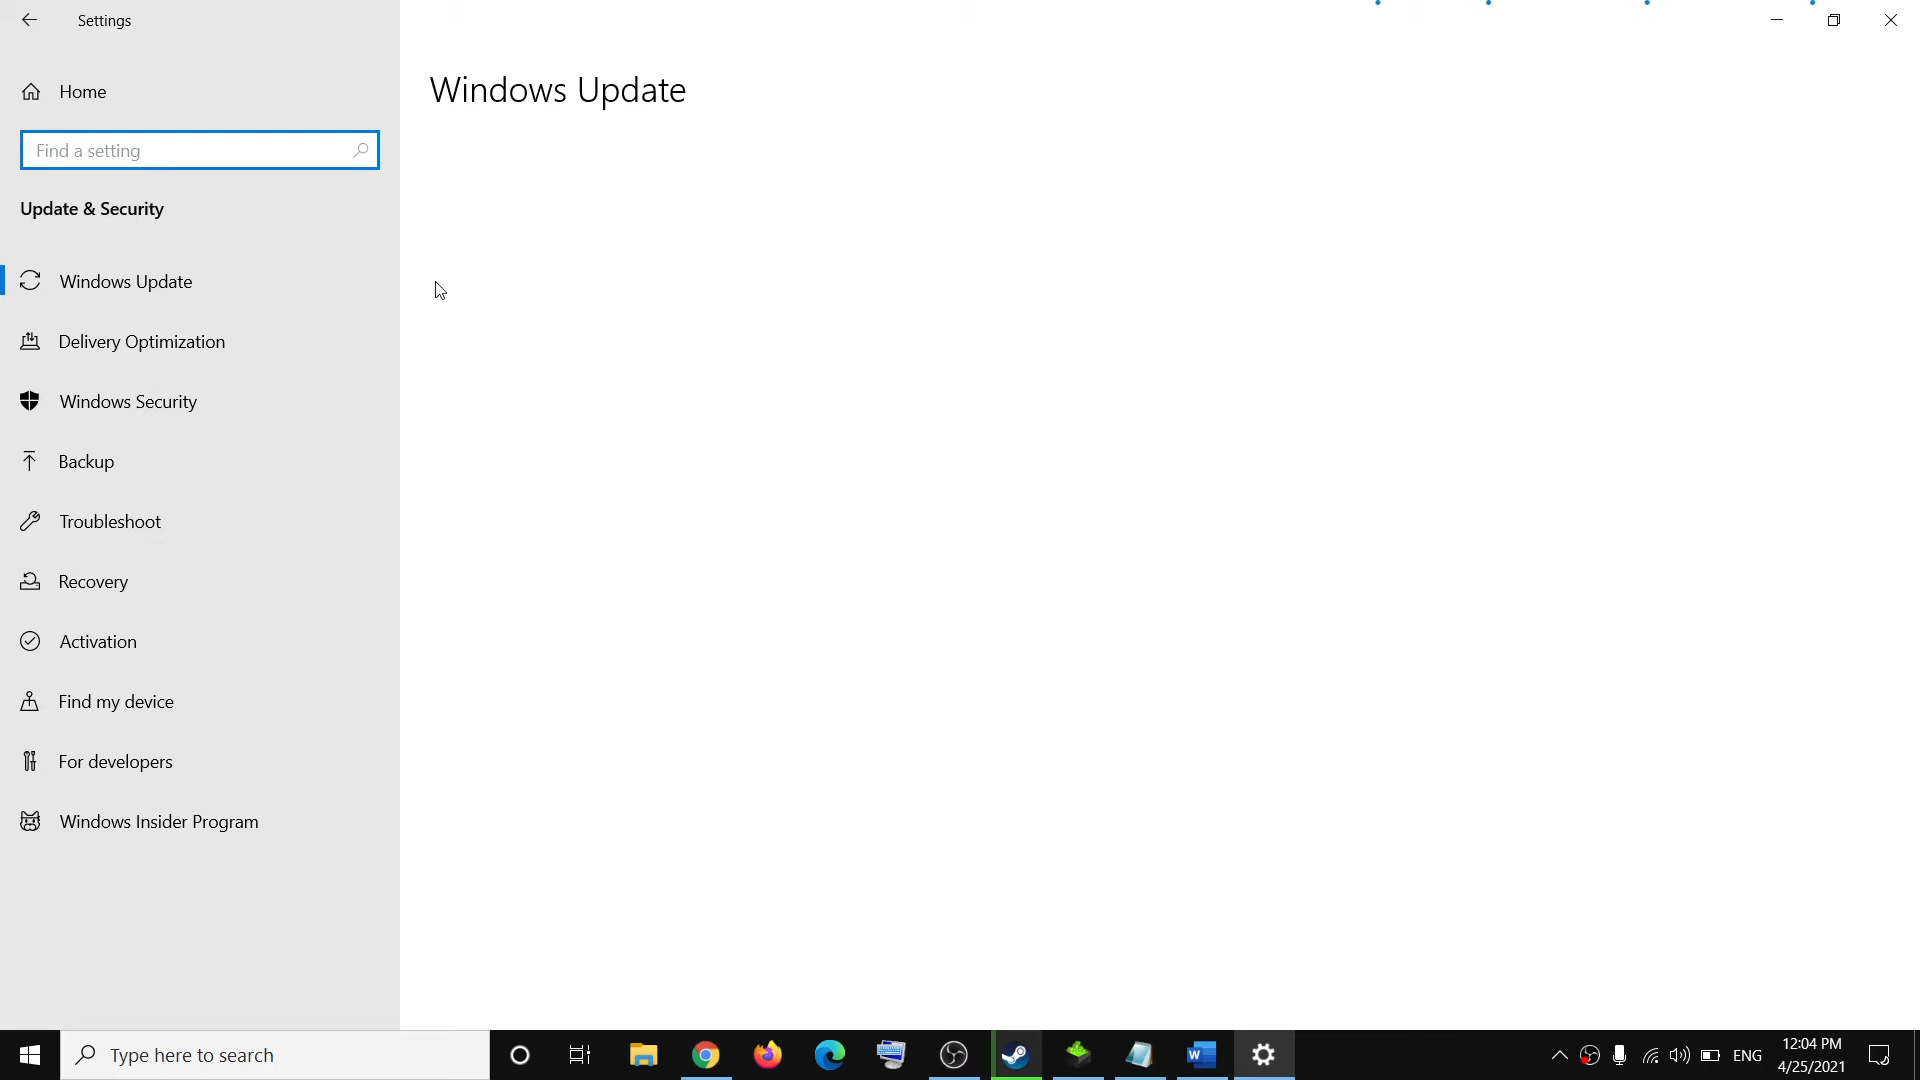 Settings
Home
Find a setting
Update & Security
Windows Update
Delivery Optimization
Windows Security
Backup
Troubleshoot
Recovery
Activation
Find my device
For developers
Windows Insider Program
Windows Update
Type here to search
ENG
12:04 PM
4/25/2021